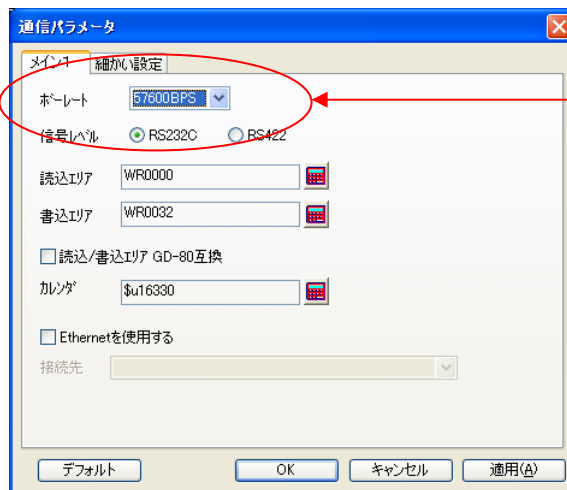 通信パラメータ
メイン1 細かい設定
ボーレート 57600BPS
信号レベル RS232C RS422
読込エリア WR0000
書込エリア WR0032
読込/書込エリア GD-80互換
カレンダ $u16330
Ethernetを使用する
接続先
デフォルト OK キャンセル 適用(A)